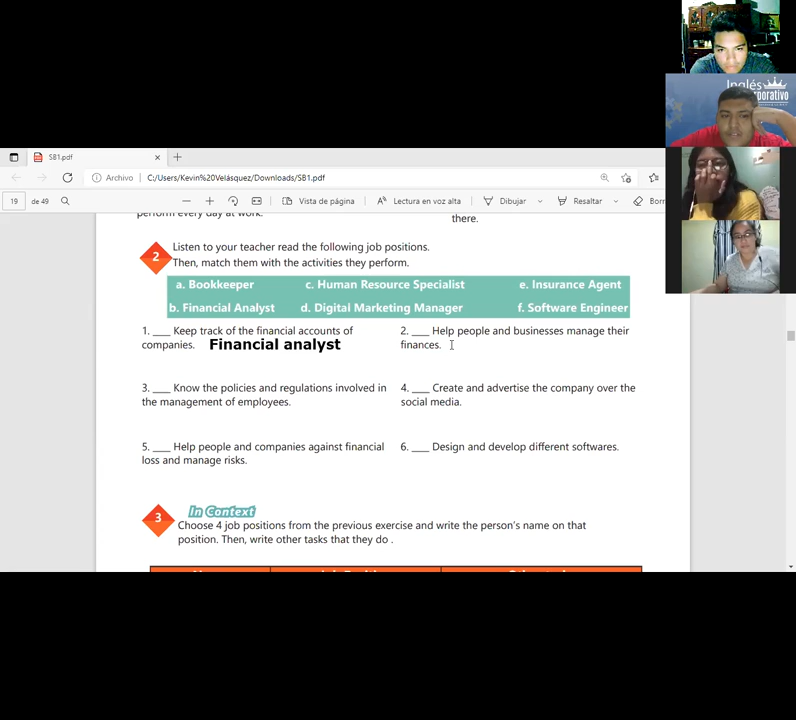 Inglés
orporativo
SB1.pdf
Archivo C:/Users/Kevin%20Velásquez/Downloads/SB1.pdf
19 de 49 Vista de página Lectura en voz alta Dibujar Resaltar Borr
perform every day at work.
there.
2 Listen to your teacher read the following job positions.
Then, match them with the activities they perform.
a. Bookkeeper c. Human Resource Specialist e. Insurance Agent
b. Financial Analyst d. Digital Marketing Manager f. Software Engineer
1. ___ Keep track of the financial accounts of
companies. Financial analyst
2. ___ Help people and businesses manage their
finances.
3. ___ Know the policies and regulations involved in
the management of employees.
4. ___ Create and advertise the company over the
social media.
5. ___ Help people and companies against financial
loss and manage risks.
6. ___ Design and develop different softwares.
3 In Context
Choose 4 job positions from the previous exercise and write the person's name on that
position. Then, write other tasks that they do .